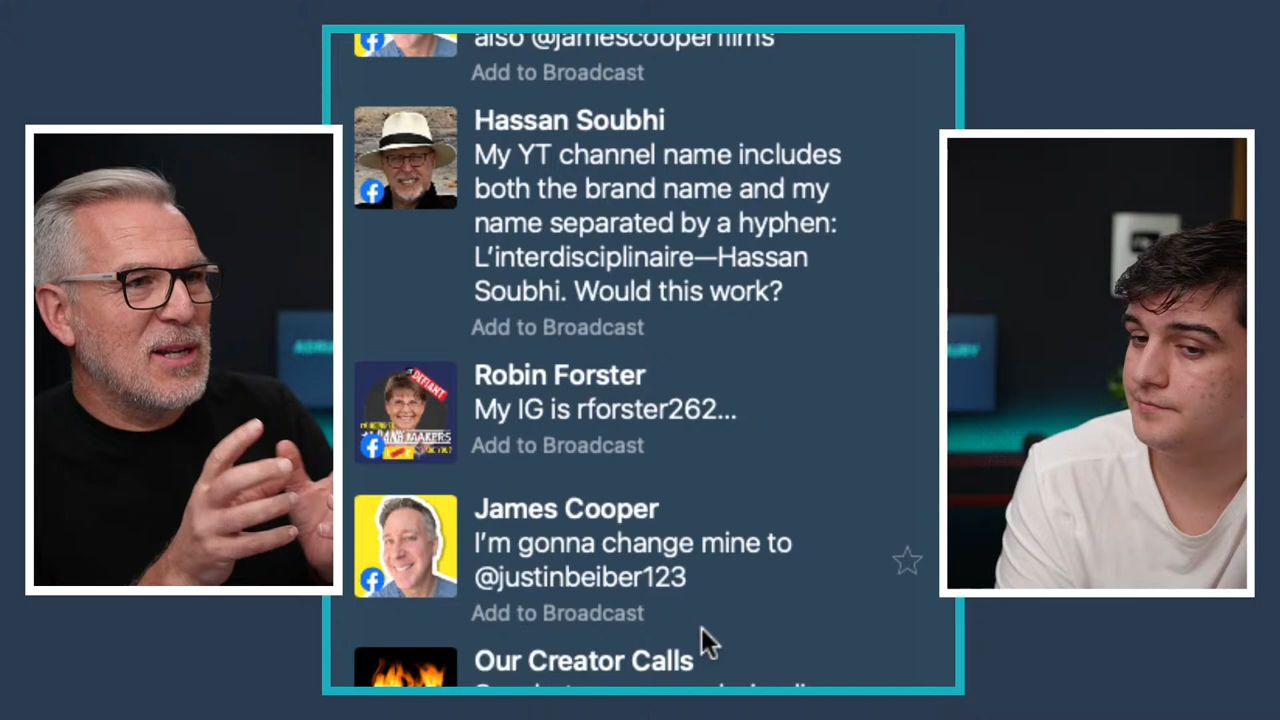 also @jamescooperfilms
Add to Broadcast
Hassan Soubhi
My YT channel name includes
both the brand name and my
name separated by a hyphen:
L’interdisciplinaire—Hassan
Soubhi. Would this work?
Add to Broadcast
Robin Forster
My IG is rforster262...
Add to Broadcast
DEFIANT
MAKERS
James Cooper
I’m gonna change mine to
@justinbeiber123
Add to Broadcast
Our Creator Calls